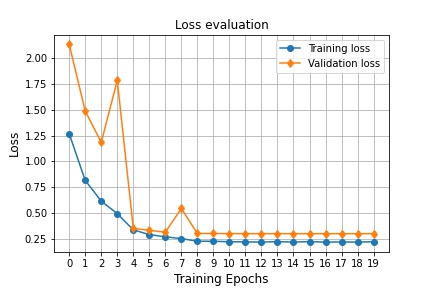 Loss evaluation
Training loss
Validation loss
2.00
1.75
1.50
1.25
1.00
0.75
0.50
0.25
Loss
0 1 2 3 4 5 6 7 8 9 10 11 12 13 14 15 16 17 18 19
Training Epochs